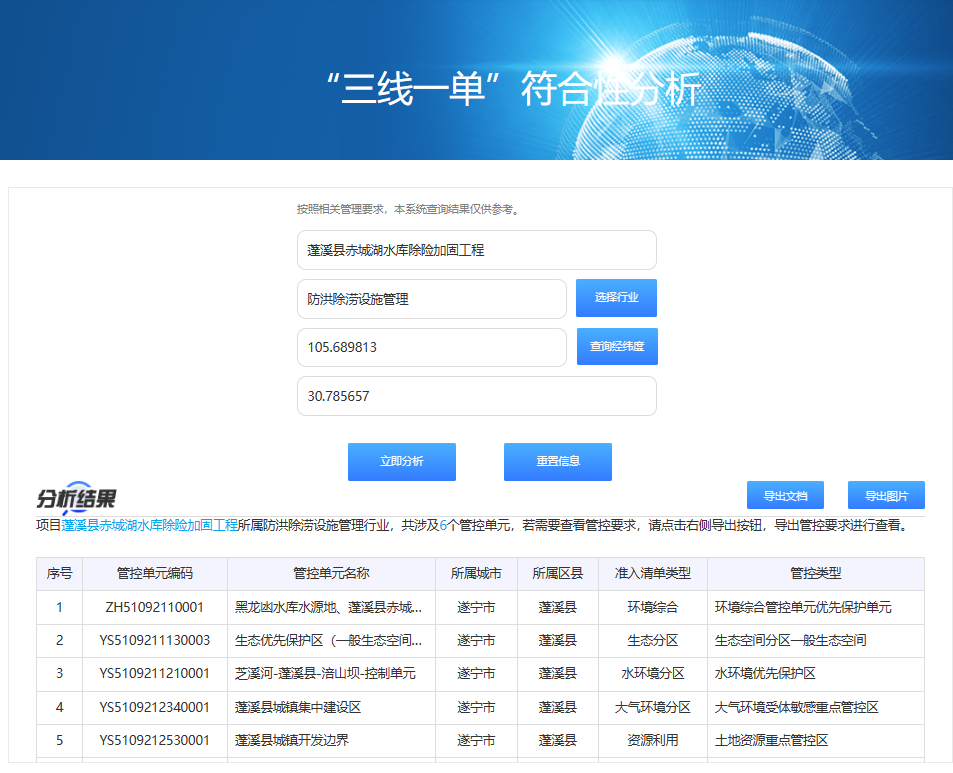 “三线一单”符合性分析
按照相关管理要求，本系统查询结果仅供参考。
蓬溪县赤城湖水库除险加固工程
防洪除涝设施管理 选择行业
105.689813 查询经纬度
30.785657
立即分析 重置信息
分析结果 导出文档 导出图片
项目蓬溪县赤城湖水库除险加固工程所属防洪除涝设施管理行业，共涉及6个管控单元，若需要查看管控要求，请点击右侧导出按钮，导出管控要求进行查看。
序号 管控单元编码 管控单元名称 所属城市 所属区县 准入清单类型 管控类型
1 ZH51092110001 黑龙凼水库水源地、蓬溪县赤城... 遂宁市 蓬溪县 环境综合 环境综合管控单元优先保护单元
2 YS5109211130003 生态优先保护区（一般生态空间... 遂宁市 蓬溪县 生态分区 生态空间分区一般生态空间
3 YS5109211210001 芝溪河-蓬溪县-涪山坝-控制单元 遂宁市 蓬溪县 水环境分区 水环境优先保护区
4 YS5109212340001 蓬溪县城镇集中建设区 遂宁市 蓬溪县 大气环境分区 大气环境受体敏感重点管控区
5 YS5109212530001 蓬溪县城镇开发边界 遂宁市 蓬溪县 资源利用 土地资源重点管控区